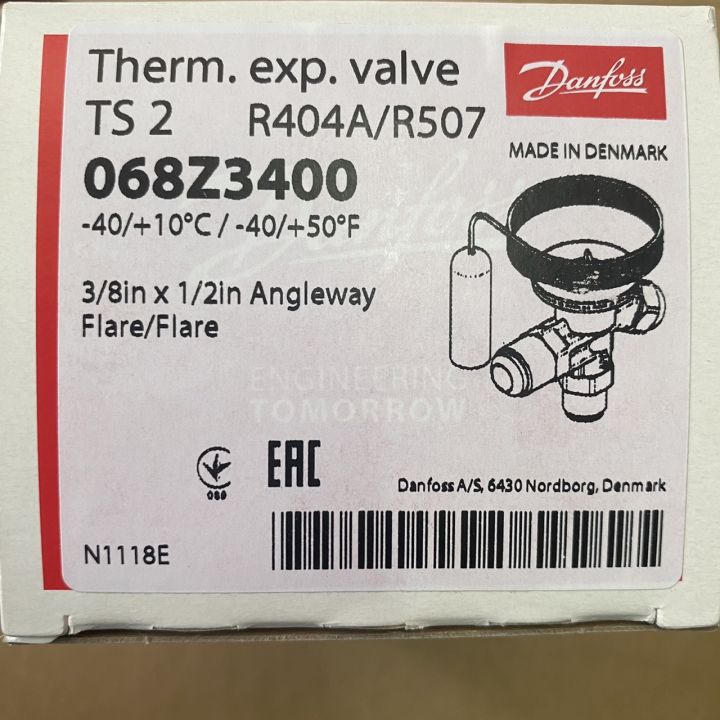 Therm. exp. valve
Danfoss
TS 2 R404A/R507
MADE IN DENMARK
068Z3400
-40/+10°C / -40/+50°F
3/8in x 1/2in Angleway
Flare/Flare
ENGINEERING
TOMORROW
EAC
Danfoss A/S, 6430 Nordborg, Denmark
N1118E